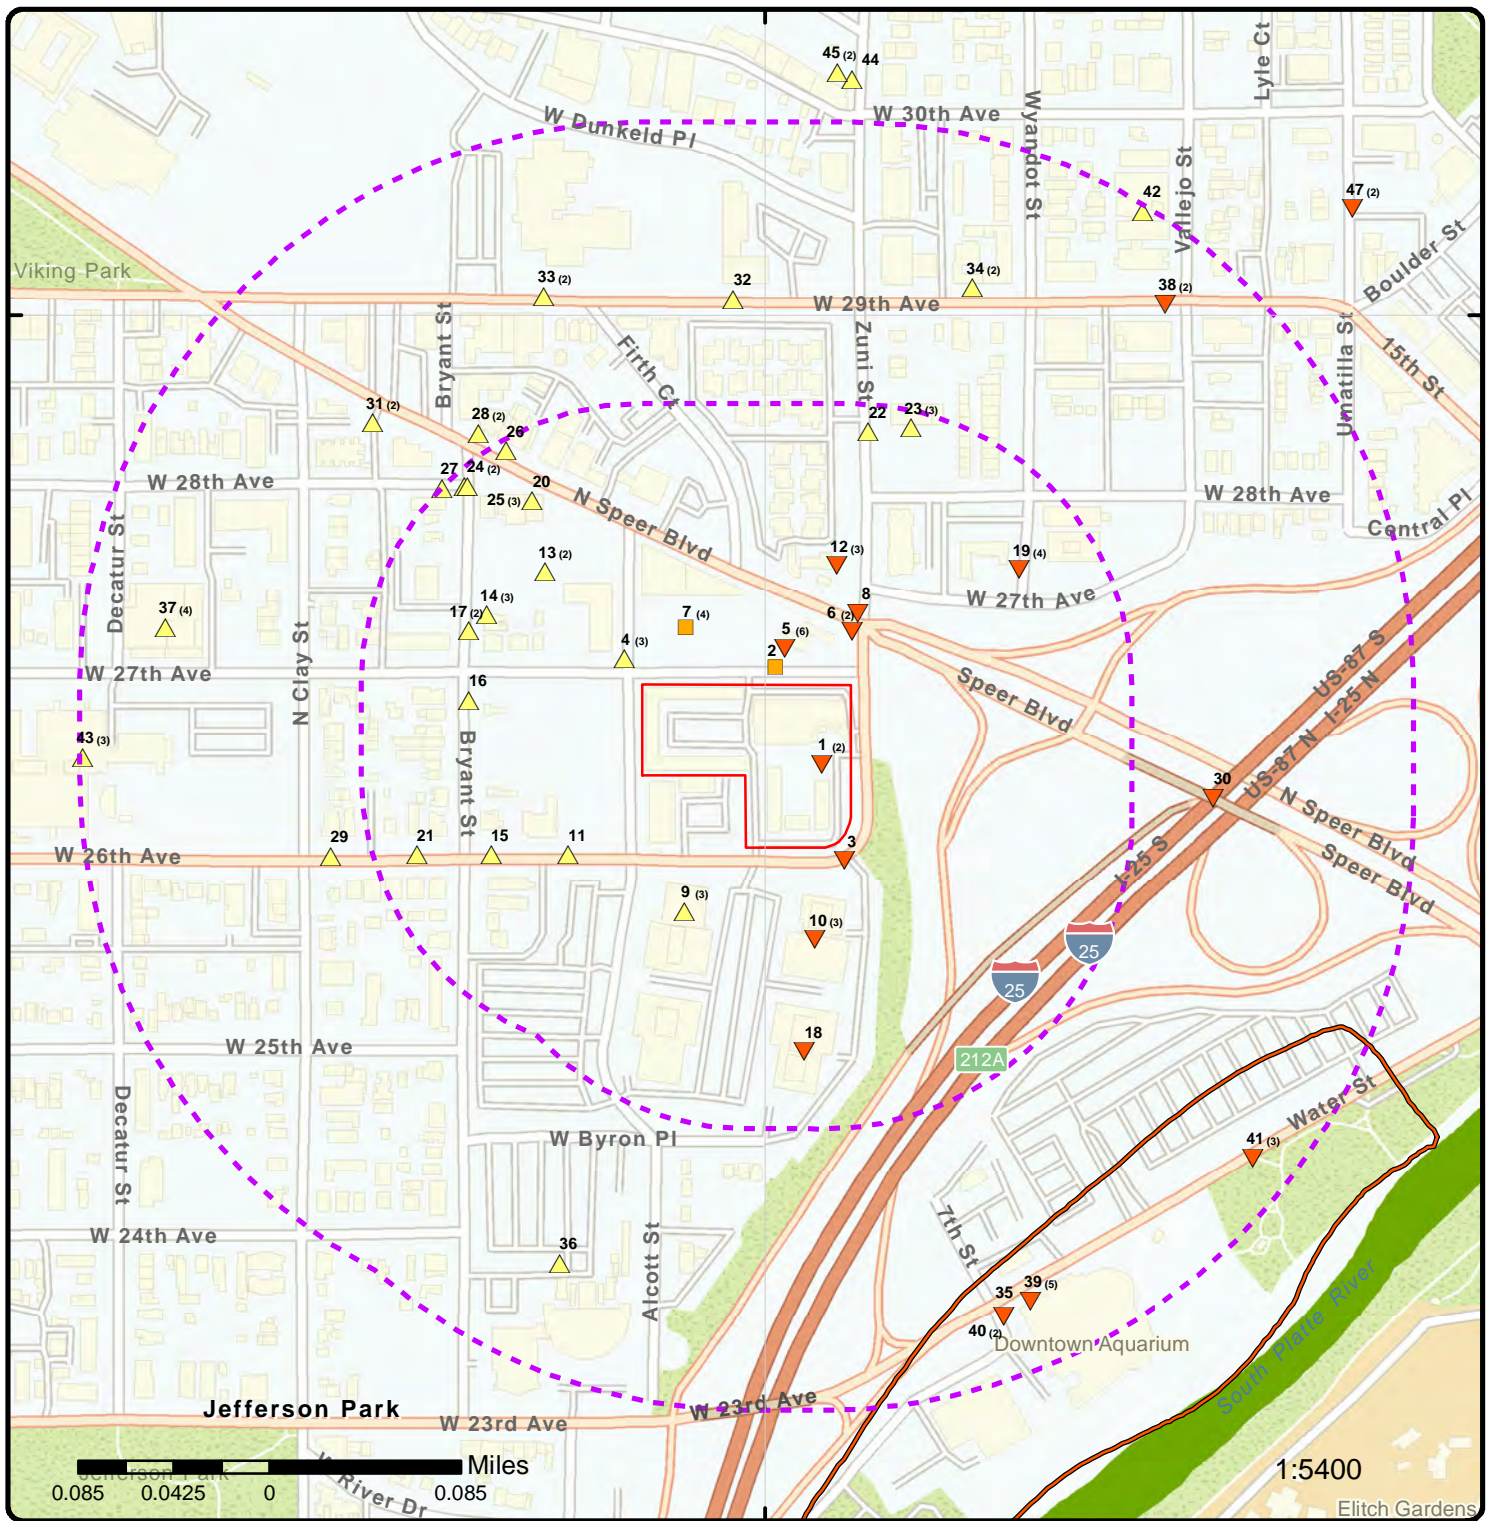 45 (2)
44
Lyle Ct
W 30th Ave
W Dunkeld Pl
Wyandot St
Vallejo St
42
47 (2)
Boulder St
Viking Park
33 (2)
32
34 (2)
38 (2)
W 29th Ave
Bryant St
Firth Ct
Zuni St
Umatilla St
15th St
31 (2)
28 (2)
26
22
23 (3)
27
24 (2)
25 (3)
20
W 28th Ave
W 28th Ave
N Speer Blvd
Central Pl
Decatur St
12 (3)
19 (4)
13 (2)
14 (3)
17 (2)
8
6 (2)
W 27th Ave
37 (4)
7 (4)
5 (6)
4 (3)
2
W 27th Ave
N Clay St
16
Speer Blvd
US-87 S
I-25 N
US-87 N
43 (3)
Bryant St
1 (2)
30
N Speer Blvd
29
21
15
11
3
W 26th Ave
I-25 S
Speer Blvd
9 (3)
10 (3)
25
25
18
W 25th Ave
212A
Decatur St
Water St
W Byron Pl
41 (3)
7th St
W 24th Ave
Alcott St
36
39 (5)
35
40 (2)
Downtown Aquarium
South Platte River
Jefferson Park
W 23rd Ave
W 23rd Ave
Jefferson Park
Miles
0.085 0.0425 0 0.085
W River Dr
1:5400
Elitch Gardens